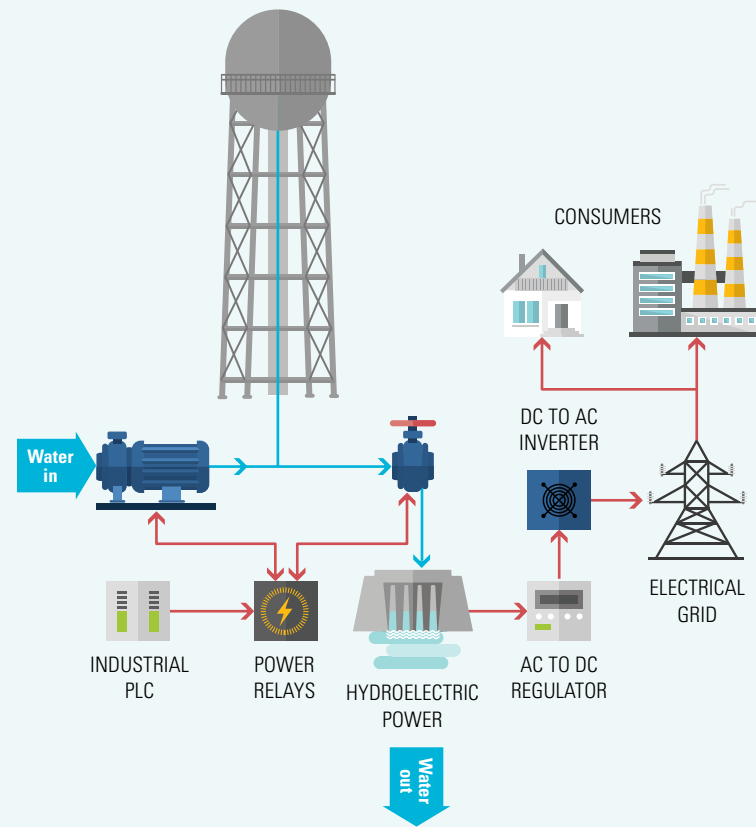 CONSUMERS
DC TO AC
INVERTER
Water
in
ELECTRICAL
GRID
INDUSTRIAL
PLC
POWER
RELAYS
HYDROELECTRIC
POWER
AC TO DC
REGULATOR
Water
out